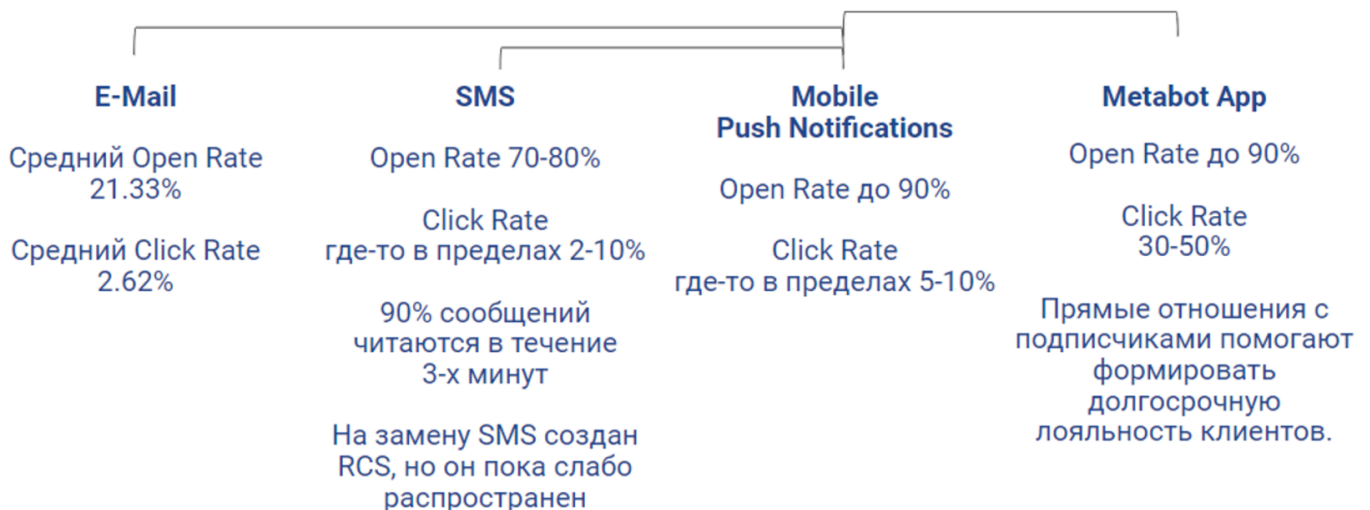 E-Mail
Средний Open Rate
21.33%
Средний Click Rate
2.62%
SMS
Open Rate 70-80%
Click Rate
где-то в пределах 2-10%
90% сообщений
читаются в течение
3-х минут
На замену SMS создан
RCS, но он пока слабо
распространен
Mobile
Push Notifications
Open Rate до 90%
Click Rate
где-то в пределах 5-10%
Metabot App
Open Rate до 90%
Click Rate
30-50%
Прямые отношения с
подписчиками помогают
формировать
долгосрочную
лояльность клиентов.